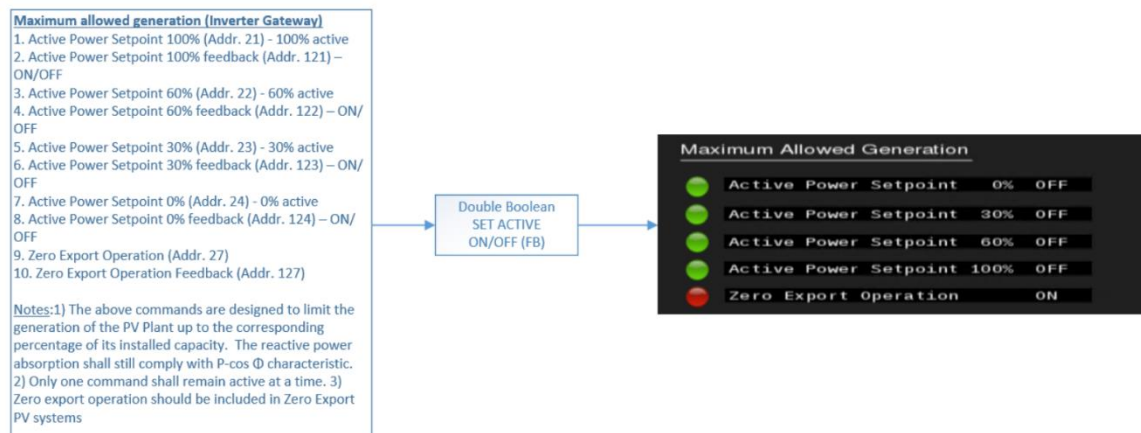 Maximum allowed generation (Inverter Gateway)
1. Active Power Setpoint 100% (Addr. 21) - 100% active
2. Active Power Setpoint 100% feedback (Addr. 121) –
ON/OFF
3. Active Power Setpoint 60% (Addr. 22) - 60% active
4. Active Power Setpoint 60% feedback (Addr. 122) – ON/
OFF
5. Active Power Setpoint 30% (Addr. 23) - 30% active
6. Active Power Setpoint 30% feedback (Addr. 123) – ON/
OFF
7. Active Power Setpoint 0% (Addr. 24) - 0% active
8. Active Power Setpoint 0% feedback (Addr. 124) – ON/
OFF
9. Zero Export Operation (Addr. 27)
10. Zero Export Operation Feedback (Addr. 127)
Notes:1) The above commands are designed to limit the
generation of the PV Plant up to the corresponding
percentage of its installed capacity. The reactive power
absorption shall still comply with P-cos Φ characteristic.
2) Only one command shall remain active at a time. 3)
Zero export operation should be included in Zero Export
PV systems
Double Boolean
SET ACTIVE
ON/OFF (FB)
Maximum Allowed Generation
Active Power Setpoint 0% OFF
Active Power Setpoint 30% OFF
Active Power Setpoint 60% OFF
Active Power Setpoint 100% OFF
Zero Export Operation ON